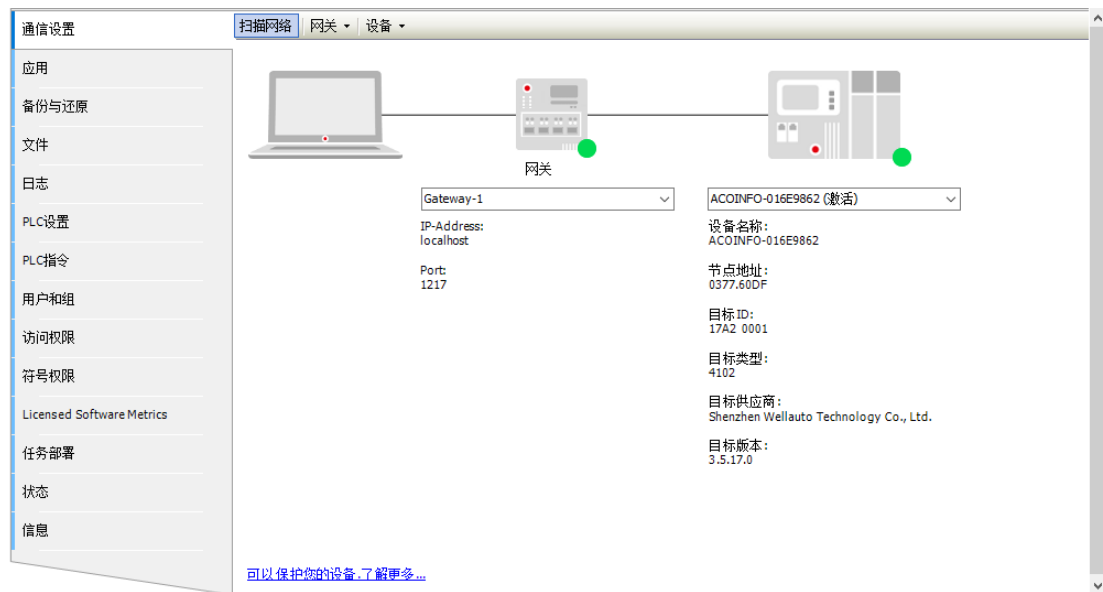 通信设置
应用
备份与还原
文件
日志
PLC设置
PLC指令
用户和组
访问权限
符号权限
Licensed Software Metrics
任务部署
状态
信息
扫描网络 网关 设备
网关
Gateway-1
IP-Address:
localhost
Port:
1217
ACOINFO-016E9862 (激活)
设备名称:
ACOINFO-016E9862
节点地址:
0377.60DF
目标ID:
17A2 0001
目标类型:
4102
目标供应商:
Shenzhen Wellauto Technology Co., Ltd.
目标版本:
3.5.17.0
可以保护您的设备.了解更多...